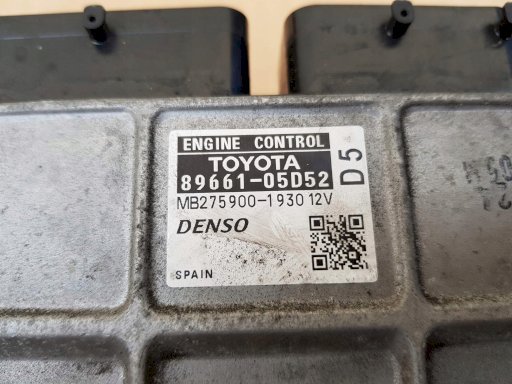 ENGINE CONTROL
TOYOTA
89661-05D52
D5
MB275900-1930 12V
DENSO
SPAIN